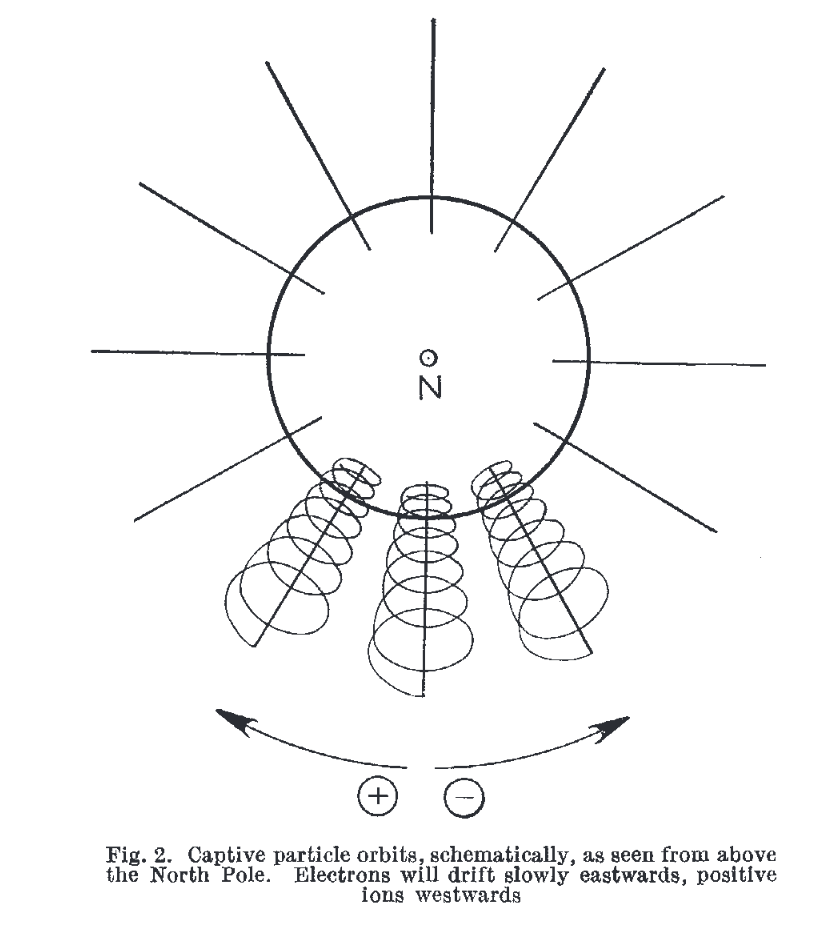 N
+ −
Fig. 2. Captive particle orbits, schematically, as seen from above
the North Pole. Electrons will drift slowly eastwards, positive
ions westwards